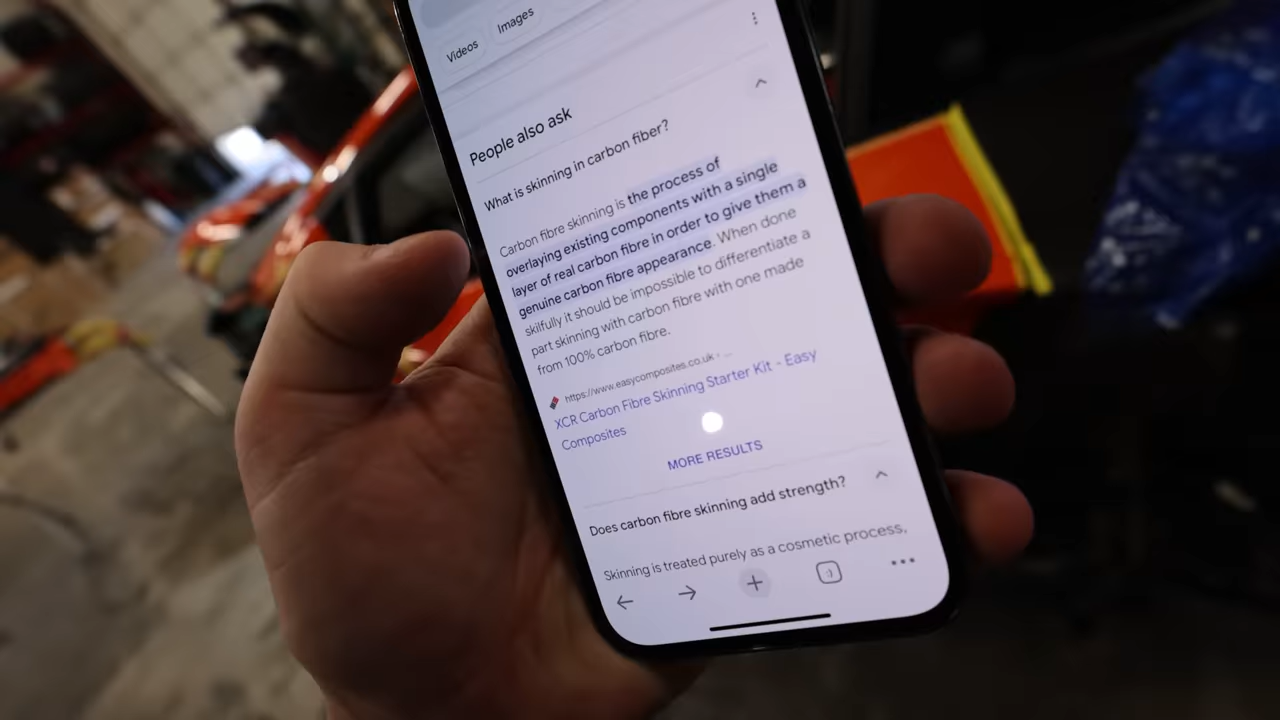 Videos
Images
People also ask
What is skinning in carbon fiber?
Carbon fibre skinning is the process of
overlaying existing components with a single
layer of real carbon fibre in order to give them a
genuine carbon fibre appearance. When done
skilfully it should be impossible to differentiate a
part skinning with carbon fibre with one made
from 100% carbon fibre.
https://www.easycomposites.co.uk › ...
XCR Carbon Fibre Skinning Starter Kit - Easy
Composites
MORE RESULTS
Does carbon fibre skinning add strength?
Skinning is treated purely as a cosmetic process,
:)